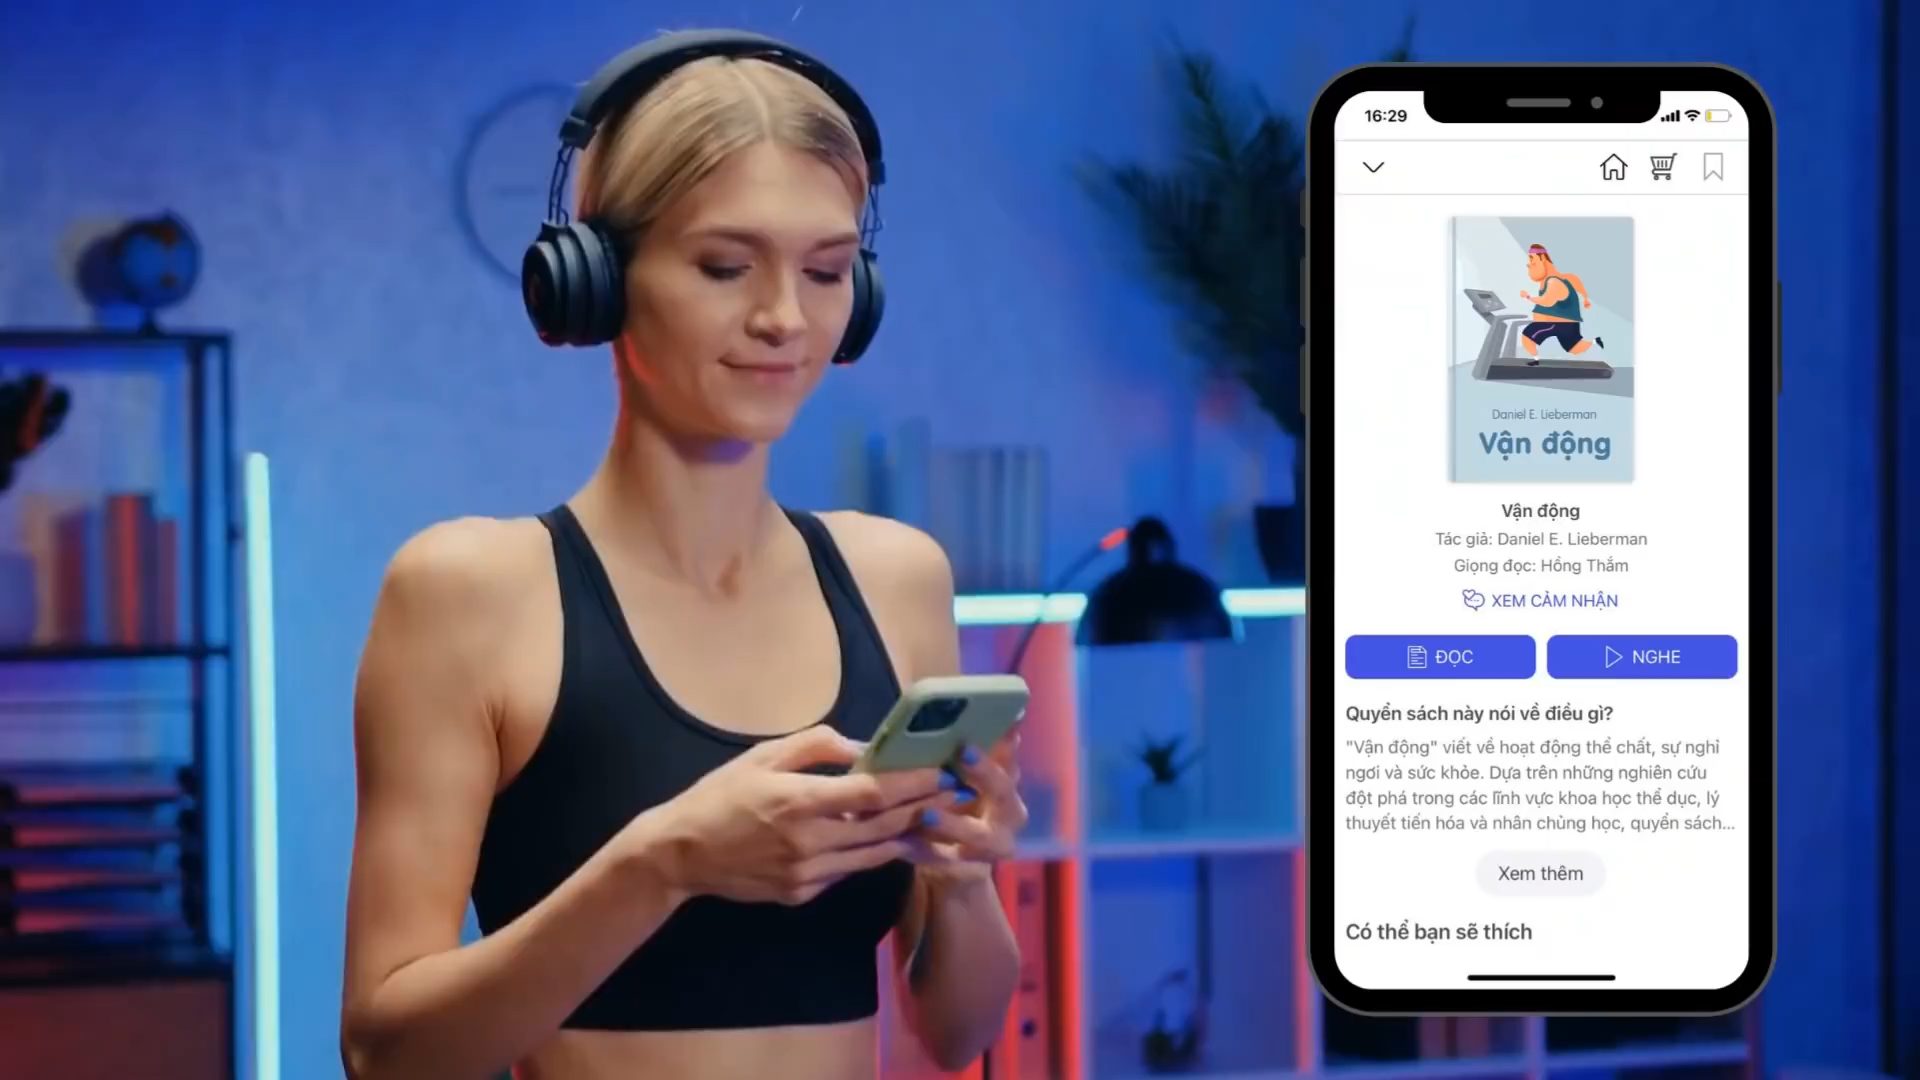 16:29
Daniel E. Lieberman
Vận động
Vận động
Tác giả: Daniel E. Lieberman
Giọng đọc: Hồng Thắm
XEM CẢM NHẬN
ĐỌC
NGHE
Quyển sách này nói về điều gì?
"Vận động" viết về hoạt động thể chất, sự nghỉ
ngơi và sức khỏe. Dựa trên những nghiên cứu
đột phá trong các lĩnh vực khoa học thể dục, lý
thuyết tiến hóa và nhân chủng học, quyển sách...
Xem thêm
Có thể bạn sẽ thích